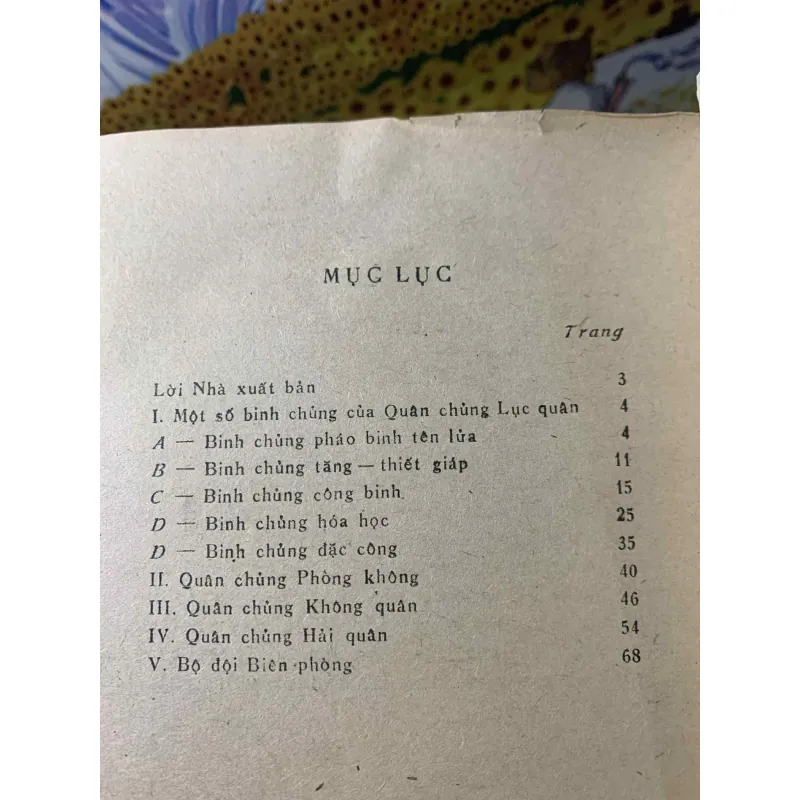 MỤC LỤC
Trang
Lời Nhà xuất bản 3
I. Một số binh chủng của Quân chủng Lục quân 4
A — Binh chủng pháo binh tên lửa 4
B — Binh chủng tăng — thiết giáp 11
C — Binh chủng công binh 15
D — Binh chủng hóa học 25
D — Binh chủng đặc công 35
II. Quân chủng Phòng không 40
III. Quân chủng Không quân 46
IV. Quân chủng Hải quân 54
V. Bộ đội Biên phòng 68